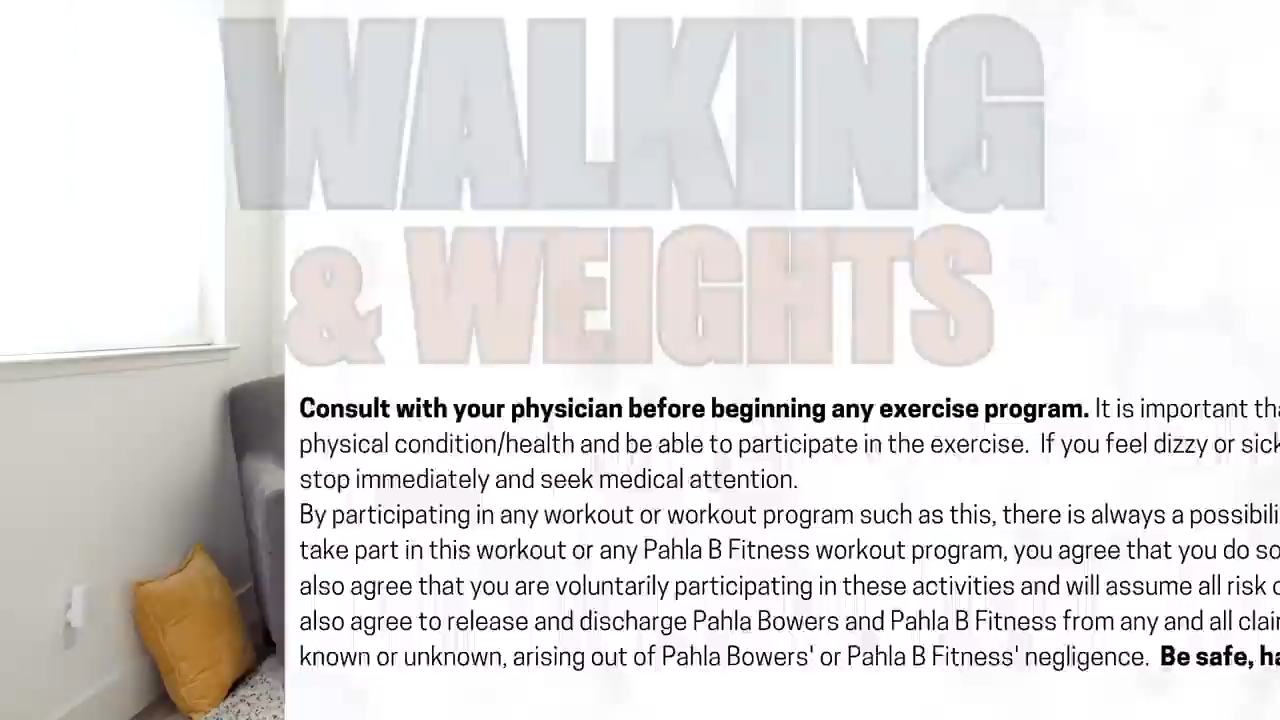 WALKING
& WEIGHTS
Consult with your physician before beginning any exercise program. It is important
physical condition/health and be able to participate in the exercise. If you feel dizzy or
stop immediately and seek medical attention.
By participating in any workout or workout program such as this, there is always a
take part in this workout or any Pahla B Fitness workout program, you agree that you do so
also agree that you are voluntarily participating in these activities and will assume all risk
also agree to release and discharge Pahla Bowers and Pahla B Fitness from any and all
known or unknown, arising out of Pahla Bowers' or Pahla B Fitness' negligence. Be safe,